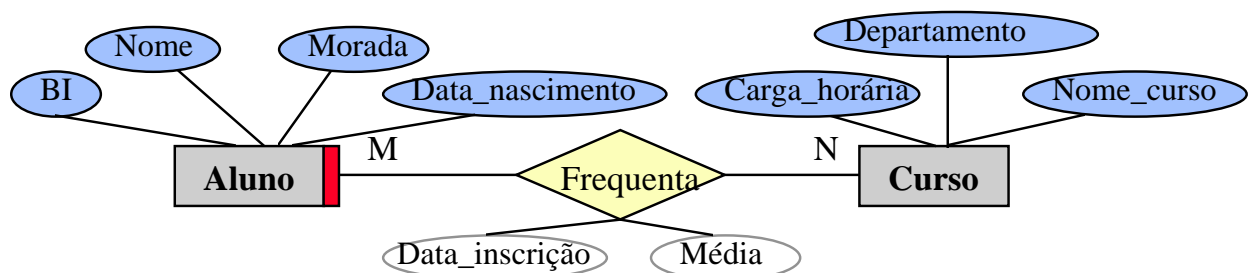 Nome
Morada
Departamento
BI
Data_nascimento
Carga_horária
Nome_curso
M
N
Aluno
Frequenta
Curso
Data_inscrição
Média